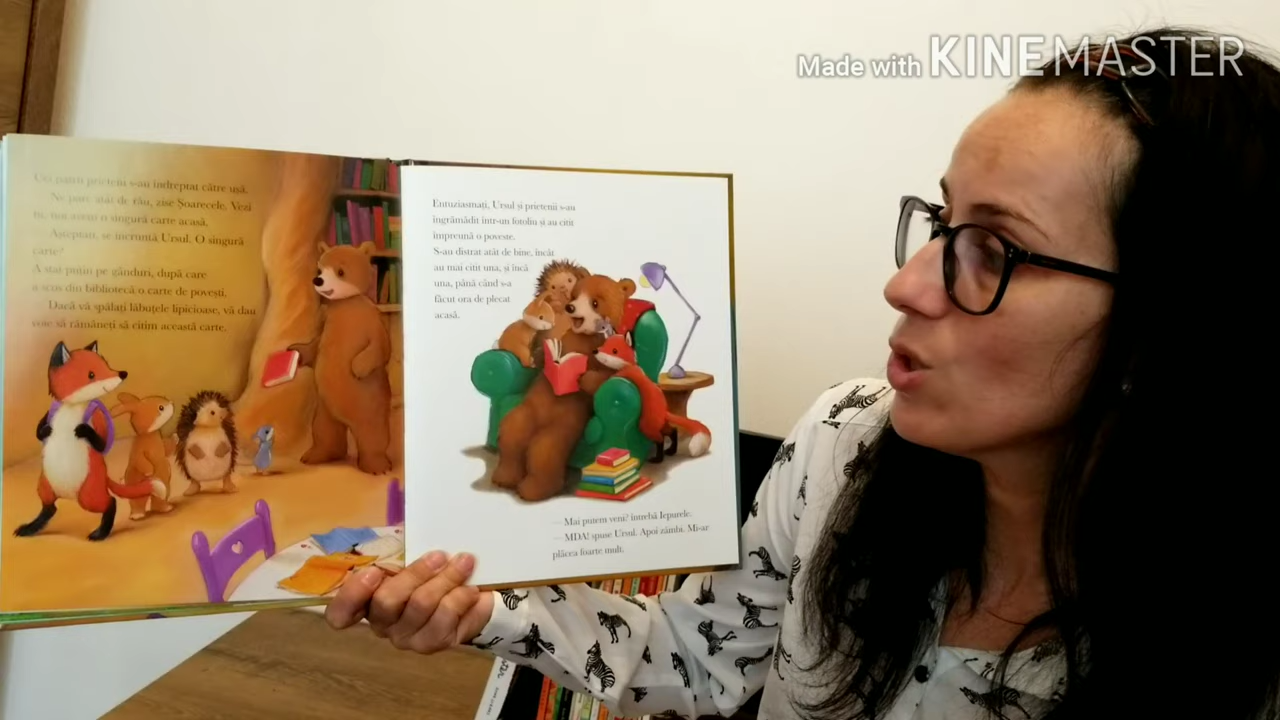 Made with KINEMASTER
prieteni s-au îndreptat către ușă.
Ne pare atât de rău, zise Șoarecele. Vezi
tu, noi avem o singură carte acasă.
— Așteptați, se încruntă Ursul. O singură
carte?
A stat puțin pe gânduri, după care
a scos din bibliotecă o carte de povești.
— Dacă vă spălați lăbuțele lipicioase, vă dau
voie să rămâneți să citim această carte.
Entuziasmați, Ursul și prietenii s-au
îngrămădit într-un fotoliu și au citit
împreună o poveste.
S-au distrat atât de bine, încât
au mai citit una, și încă
una, până când s-a
făcut ora de plecat
acasă.
— Mai putem veni? întrebă Iepurele.
— MDA! spuse Ursul. Apoi zâmbi. Mi-ar
plăcea foarte mult.